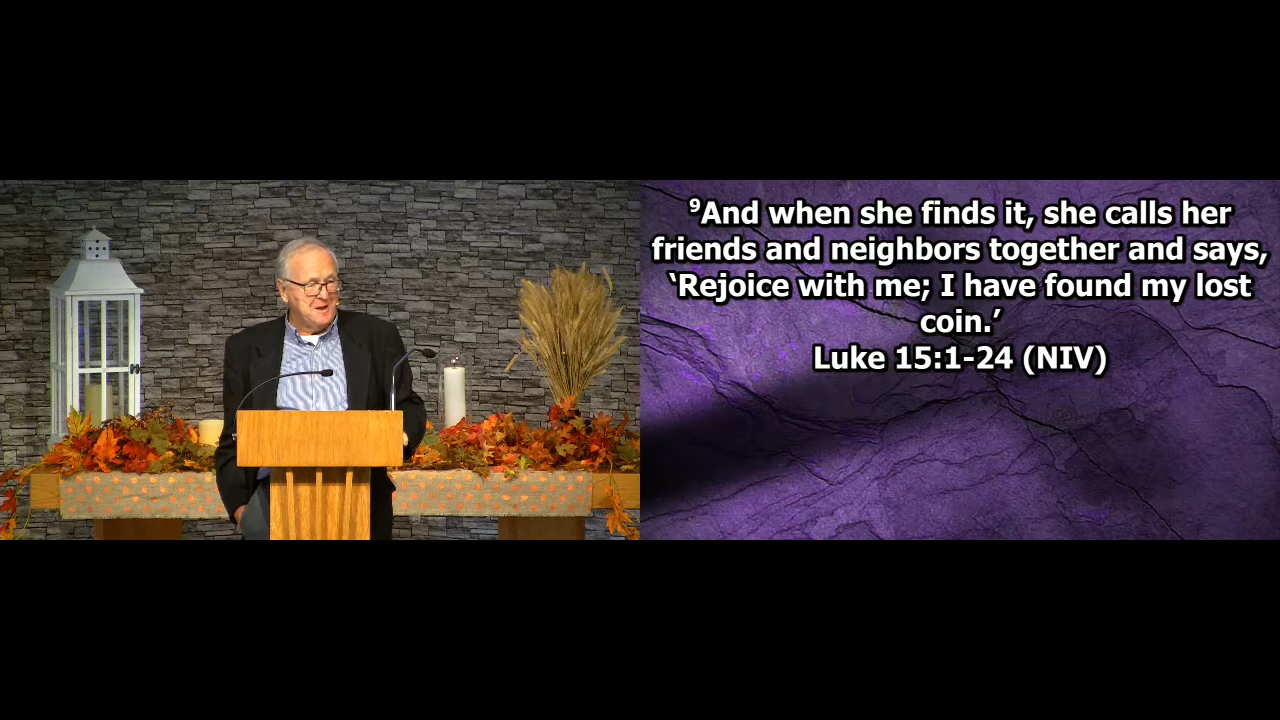 ⁹And when she finds it, she calls her
friends and neighbors together and says,
‘Rejoice with me; I have found my lost
coin.’
Luke 15:1-24 (NIV)